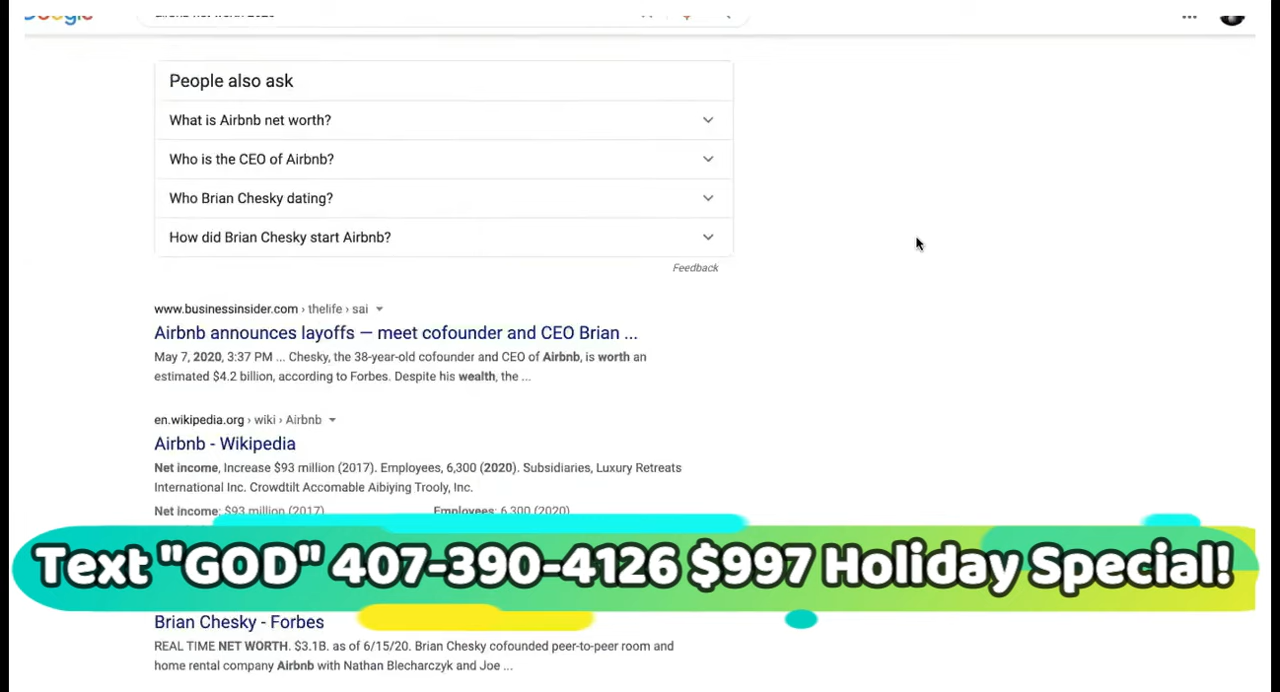 People also ask
What is Airbnb net worth?
Who is the CEO of Airbnb?
Who Brian Chesky dating?
How did Brian Chesky start Airbnb?
Feedback
www.businessinsider.com › thelife › sai
Airbnb announces layoffs — meet cofounder and CEO Brian ...
May 7, 2020, 3:37 PM ... Chesky, the 38-year-old cofounder and CEO of Airbnb, is worth an
estimated $4.2 billion, according to Forbes. Despite his wealth, the ...
en.wikipedia.org › wiki › Airbnb
Airbnb - Wikipedia
Net income, Increase $93 million (2017). Employees, 6,300 (2020). Subsidiaries, Luxury Retreats
International Inc. Crowdtilt Accomable Aibiying Trooly, Inc.
Net income: $93 million (2017) Employees: 6,300 (2020)
Text "GOD" 407-390-4126 $997 Holiday Special!
Brian Chesky - Forbes
REAL TIME NET WORTH. $3.1B. as of 6/15/20. Brian Chesky cofounded peer-to-peer room and
home rental company Airbnb with Nathan Blecharczyk and Joe ...